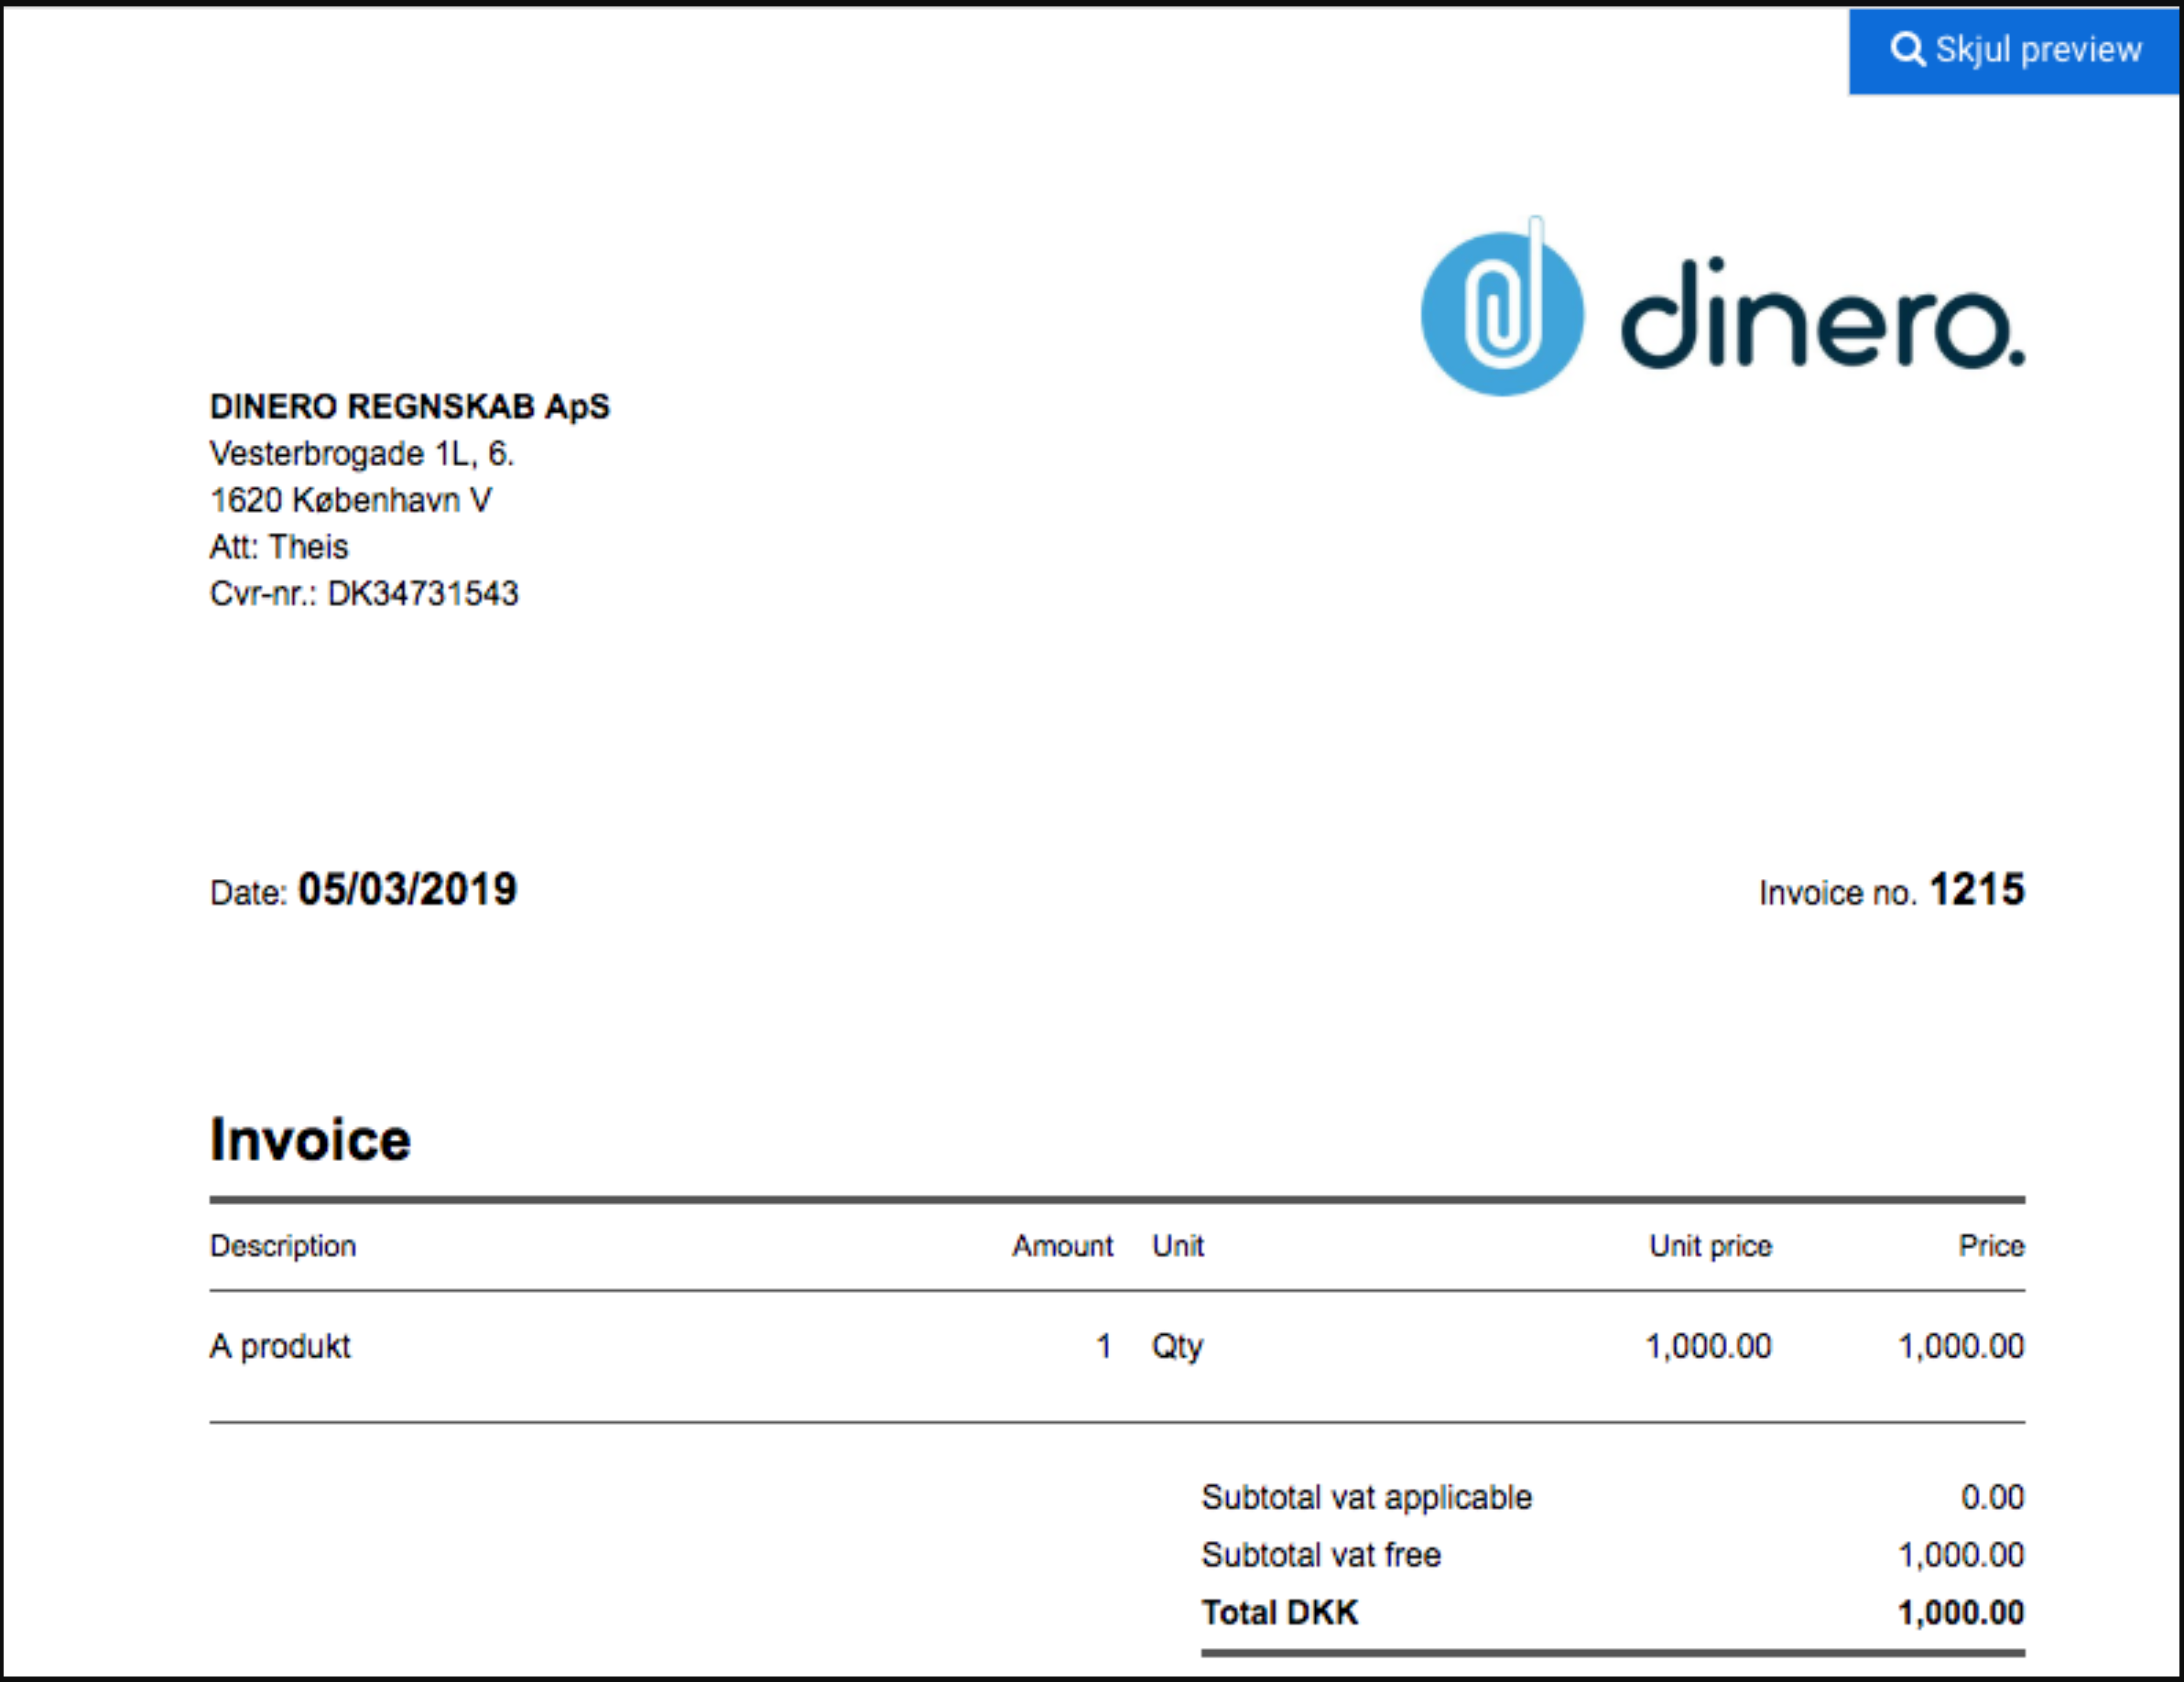 Skjul preview
dinero.
DINERO REGNSKAB ApS
Vesterbrogade 1L, 6.
1620 København V
Att: Theis
Cvr-nr.: DK34731543
Date: 05/03/2019 Invoice no. 1215
Invoice
Description Amount Unit Unit price Price
A produkt 1 Qty 1,000.00 1,000.00
Subtotal vat applicable 0.00
Subtotal vat free 1,000.00
Total DKK 1,000.00